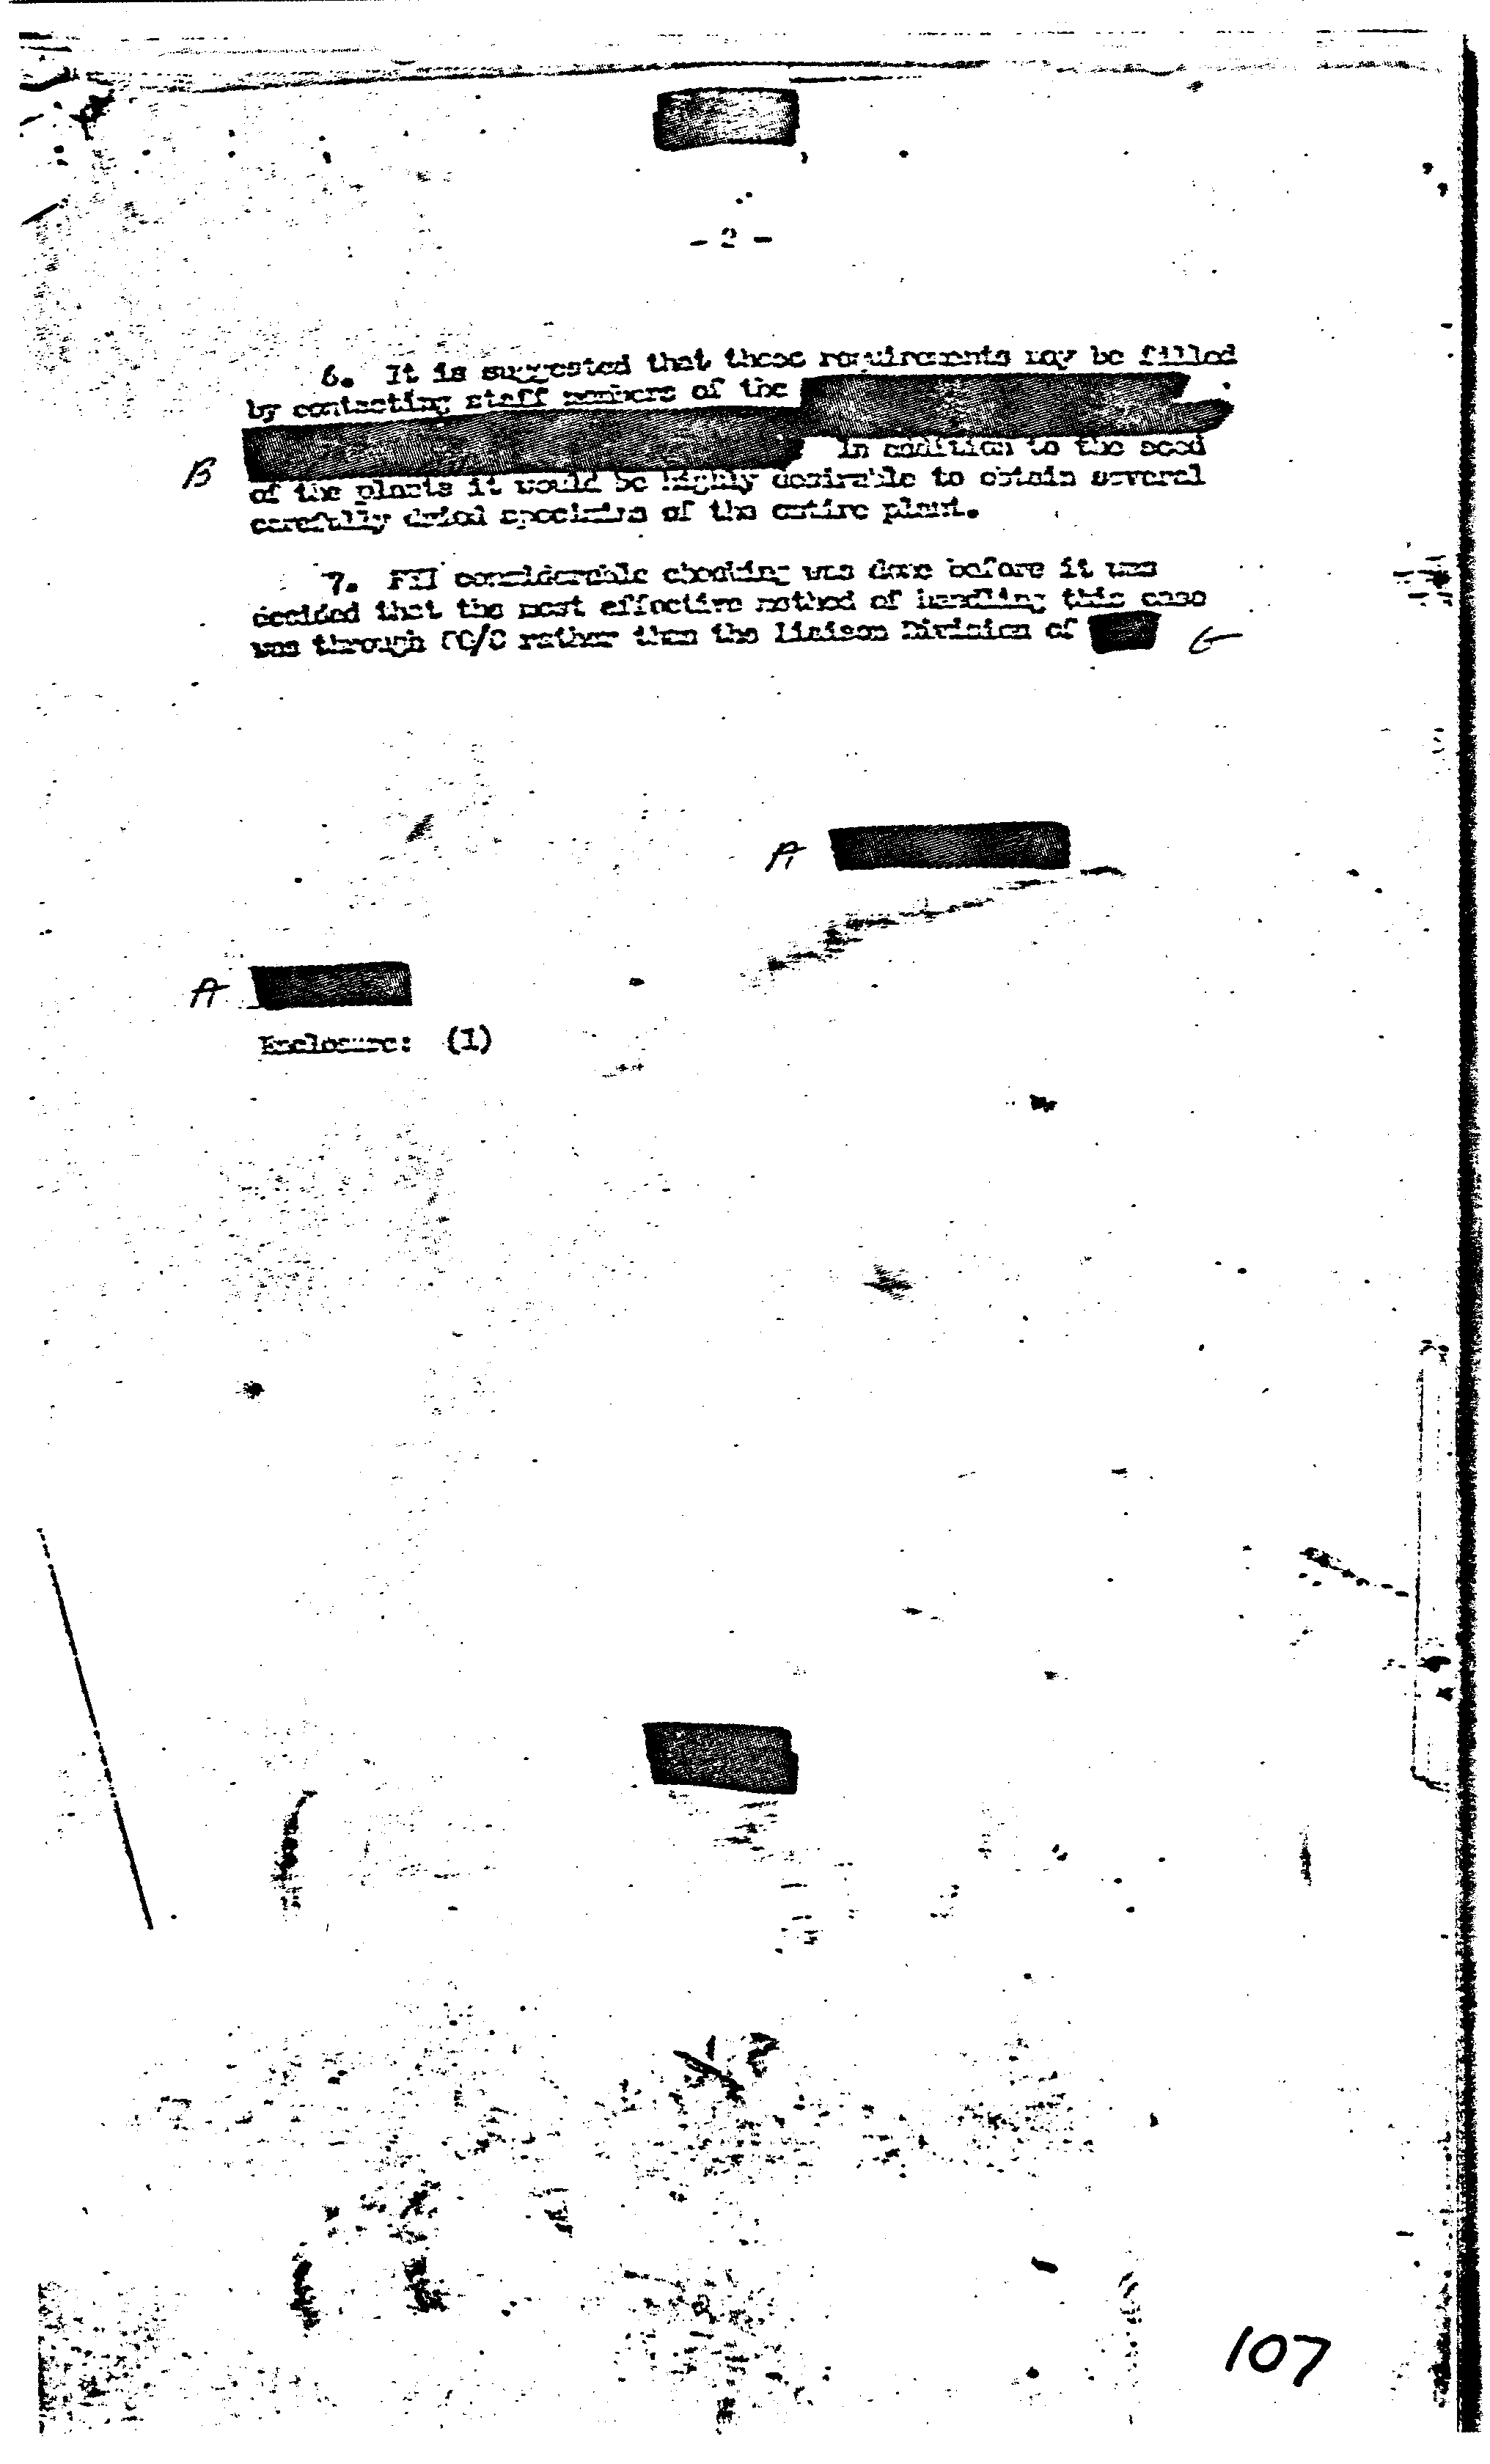 - 2 -
6. It is suggested that these requirements may be filled
by contacting staff members of the
B In addition to the seed
of the plants it would be highly desirable to obtain several
carefully dried specimens of the entire plant.
7. FYI considerable checking was done before it was
decided that the most effective method of handling this case
was through OO/C rather than the Liaison Division of
A
A
Enclosure: (1)
107